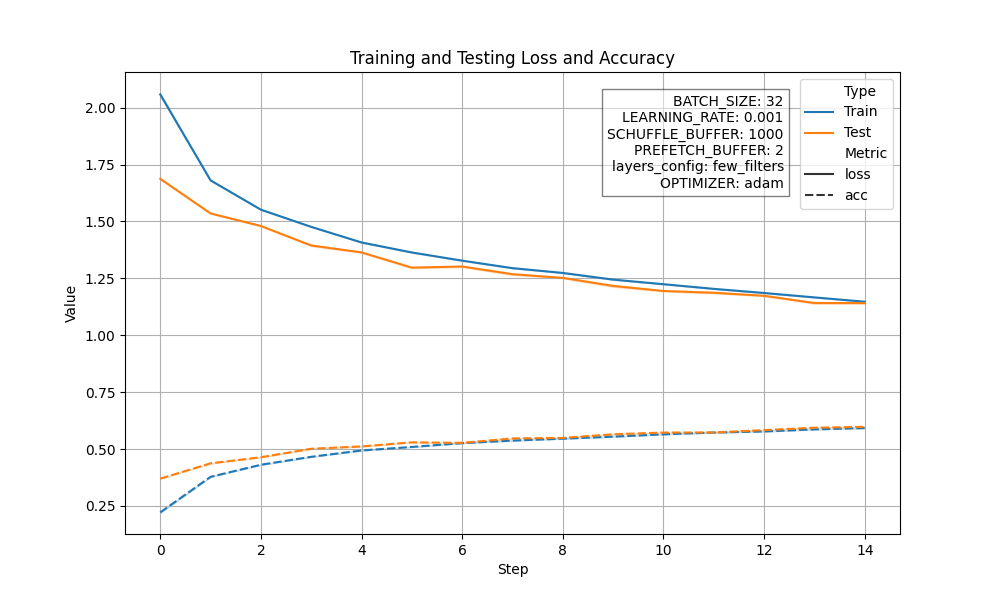 Training and Testing Loss and Accuracy
BATCH_SIZE: 32
LEARNING_RATE: 0.001
SCHUFFLE_BUFFER: 1000
PREFETCH_BUFFER: 2
layers_config: few_filters
OPTIMIZER: adam
Type
Train
Test
Metric
loss
acc
Value
2.00
1.75
1.50
1.25
1.00
0.75
0.50
0.25
0 2 4 6 8 10 12 14
Step